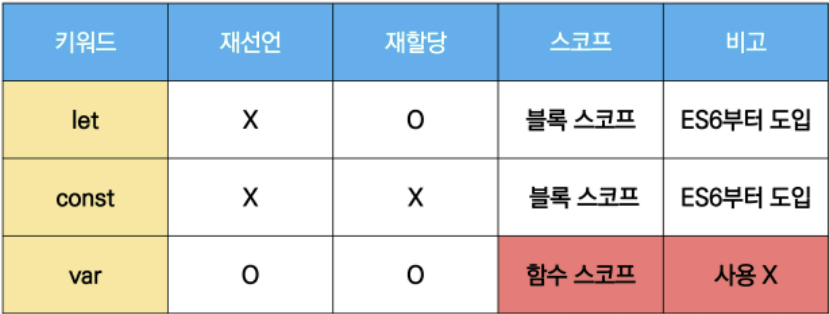 키워드 재선언 재할당 스코프 비고
let X O 블록 스코프 ES6부터 도입
const X X 블록 스코프 ES6부터 도입
var O O 함수 스코프 사용 X